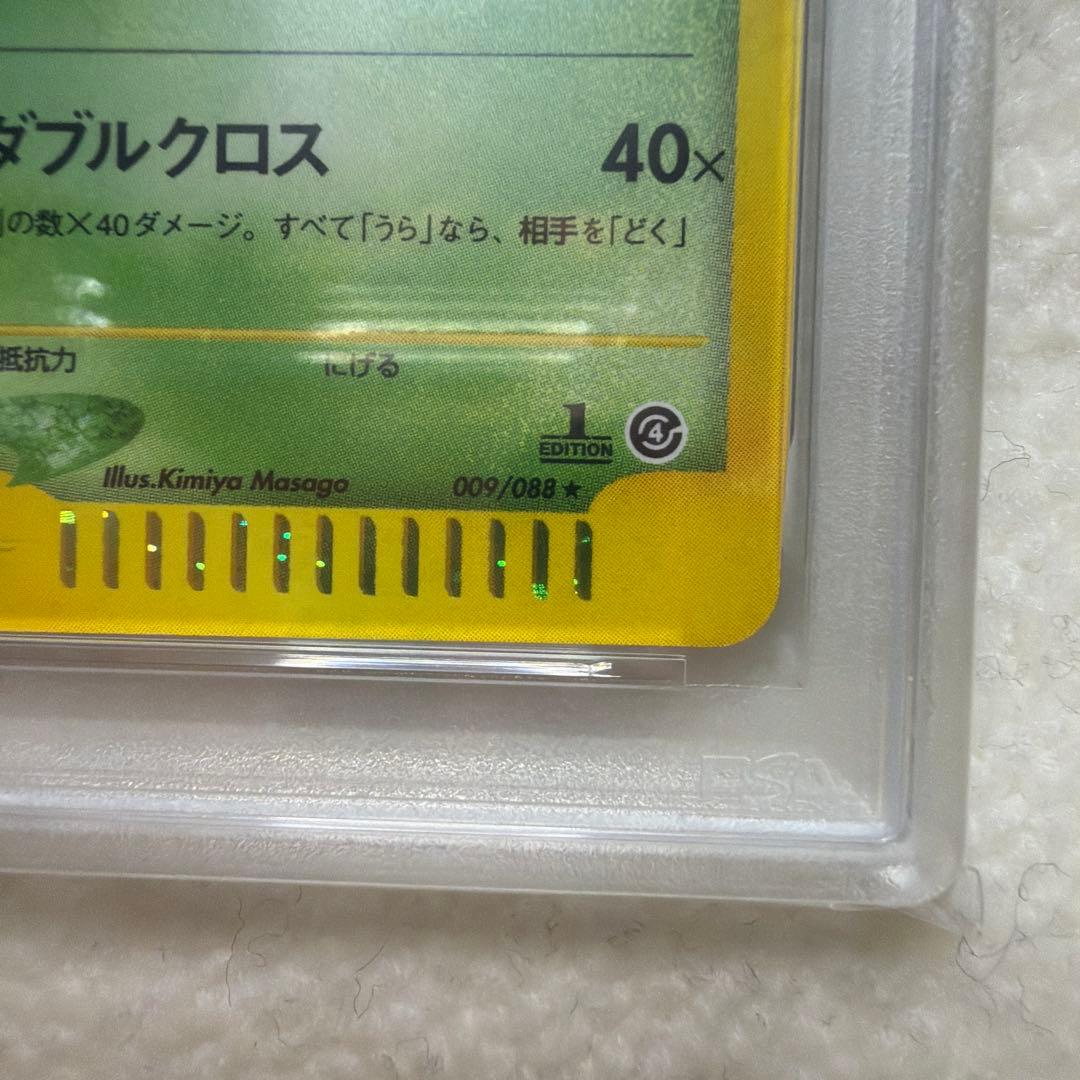 ダブルクロス 40×
の数×40ダメージ。すべて「うら」なら、相手を「どく」
抵抗力 にげる
1
EDITION
4
Illus.Kimiya Masago 009/088 ★
PSA